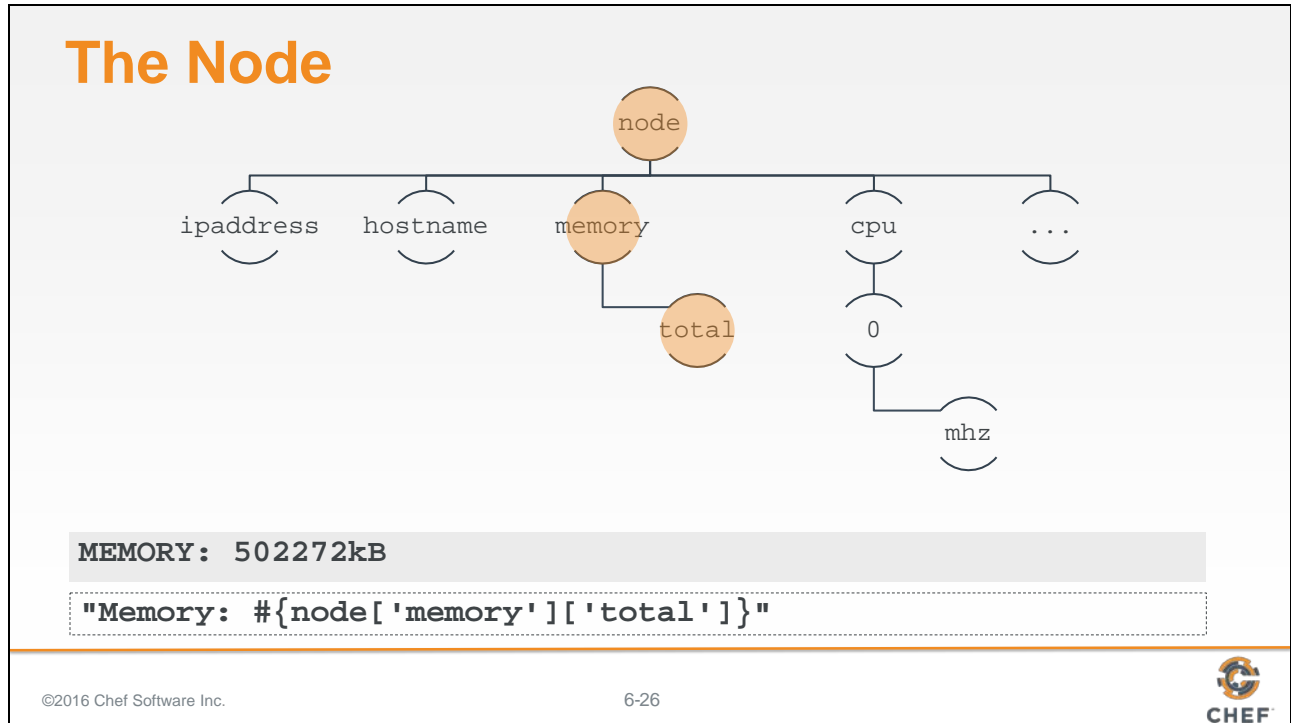 The Node
node
ipaddress hostname memory cpu ...
total 0
mhz
MEMORY: 502272kB
"Memory: #{node['memory']['total']}"
©2016 Chef Software Inc. 6-26
CHEF